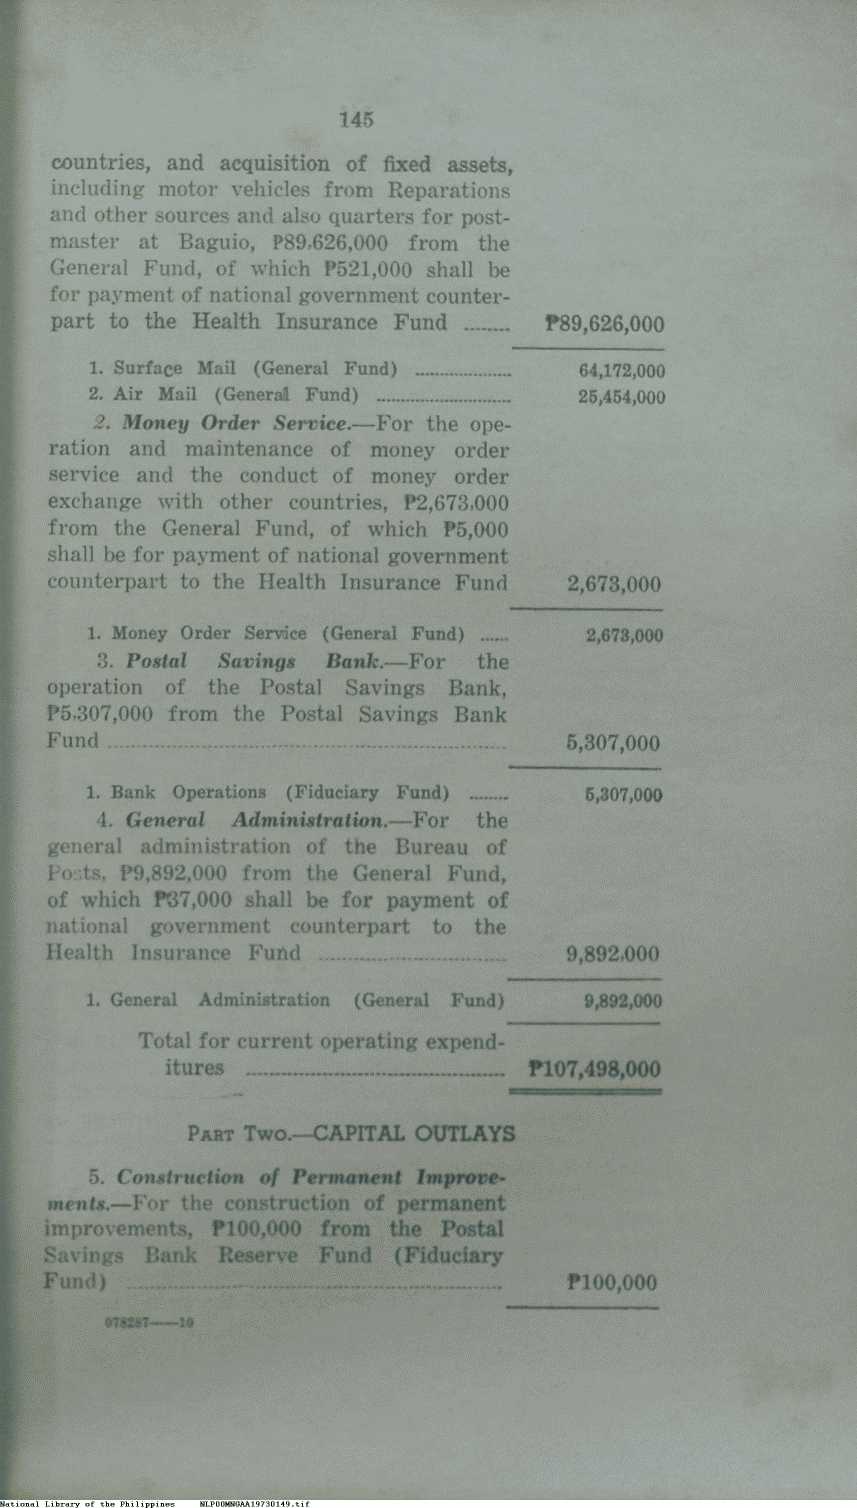 145
countries, and acquisition of fixed assets,
including motor vehicles from Reparations
and other sources and also quarters for post-
master at Baguio, ₱89,626,000 from the
General Fund, of which ₱521,000 shall be
for payment of national government counter-
part to the Health Insurance Fund ........ ₱89,626,000
1. Surface Mail (General Fund) .................... 64,172,000
2. Air Mail (General Fund) ............................ 25,454,000
2. Money Order Service.—For the ope-
ration and maintenance of money order
service and the conduct of money order
exchange with other countries, ₱2,673,000
from the General Fund, of which ₱5,000
shall be for payment of national government
counterpart to the Health Insurance Fund 2,673,000
1. Money Order Service (General Fund) ...... 2,673,000
3. Postal Savings Bank.—For the
operation of the Postal Savings Bank,
₱5,307,000 from the Postal Savings Bank
Fund .................................................................. 5,307,000
1. Bank Operations (Fiduciary Fund) ........ 5,307,000
4. General Administration.—For the
general administration of the Bureau of
Posts, ₱9,892,000 from the General Fund,
of which ₱37,000 shall be for payment of
national government counterpart to the
Health Insurance Fund ............................... 9,892,000
1. General Administration (General Fund) 9,892,000
Total for current operating expend-
itures ........................................... ₱107,498,000
PART TWO.—CAPITAL OUTLAYS
5. Construction of Permanent Improve-
ments.—For the construction of permanent
improvements, ₱100,000 from the Postal
Savings Bank Reserve Fund (Fiduciary
Fund) .............................................................. ₱100,000
078287——10
National Library of the Philippines NLP00MNGAA19730149.tif